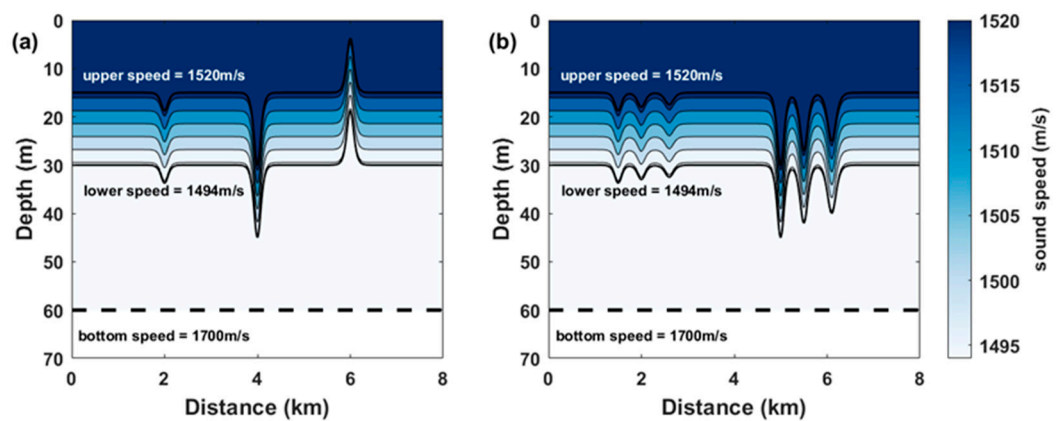 (a)
0
10
20
30
40
50
60
70
Depth (m)
upper speed = 1520m/s
lower speed = 1494m/s
bottom speed = 1700m/s
0 2 4 6 8
Distance (km)
(b)
0
10
20
30
40
50
60
70
Depth (m)
upper speed = 1520m/s
lower speed = 1494m/s
bottom speed = 1700m/s
0 2 4 6 8
Distance (km)
1520
1515
1510
1505
1500
1495
sound speed (m/s)